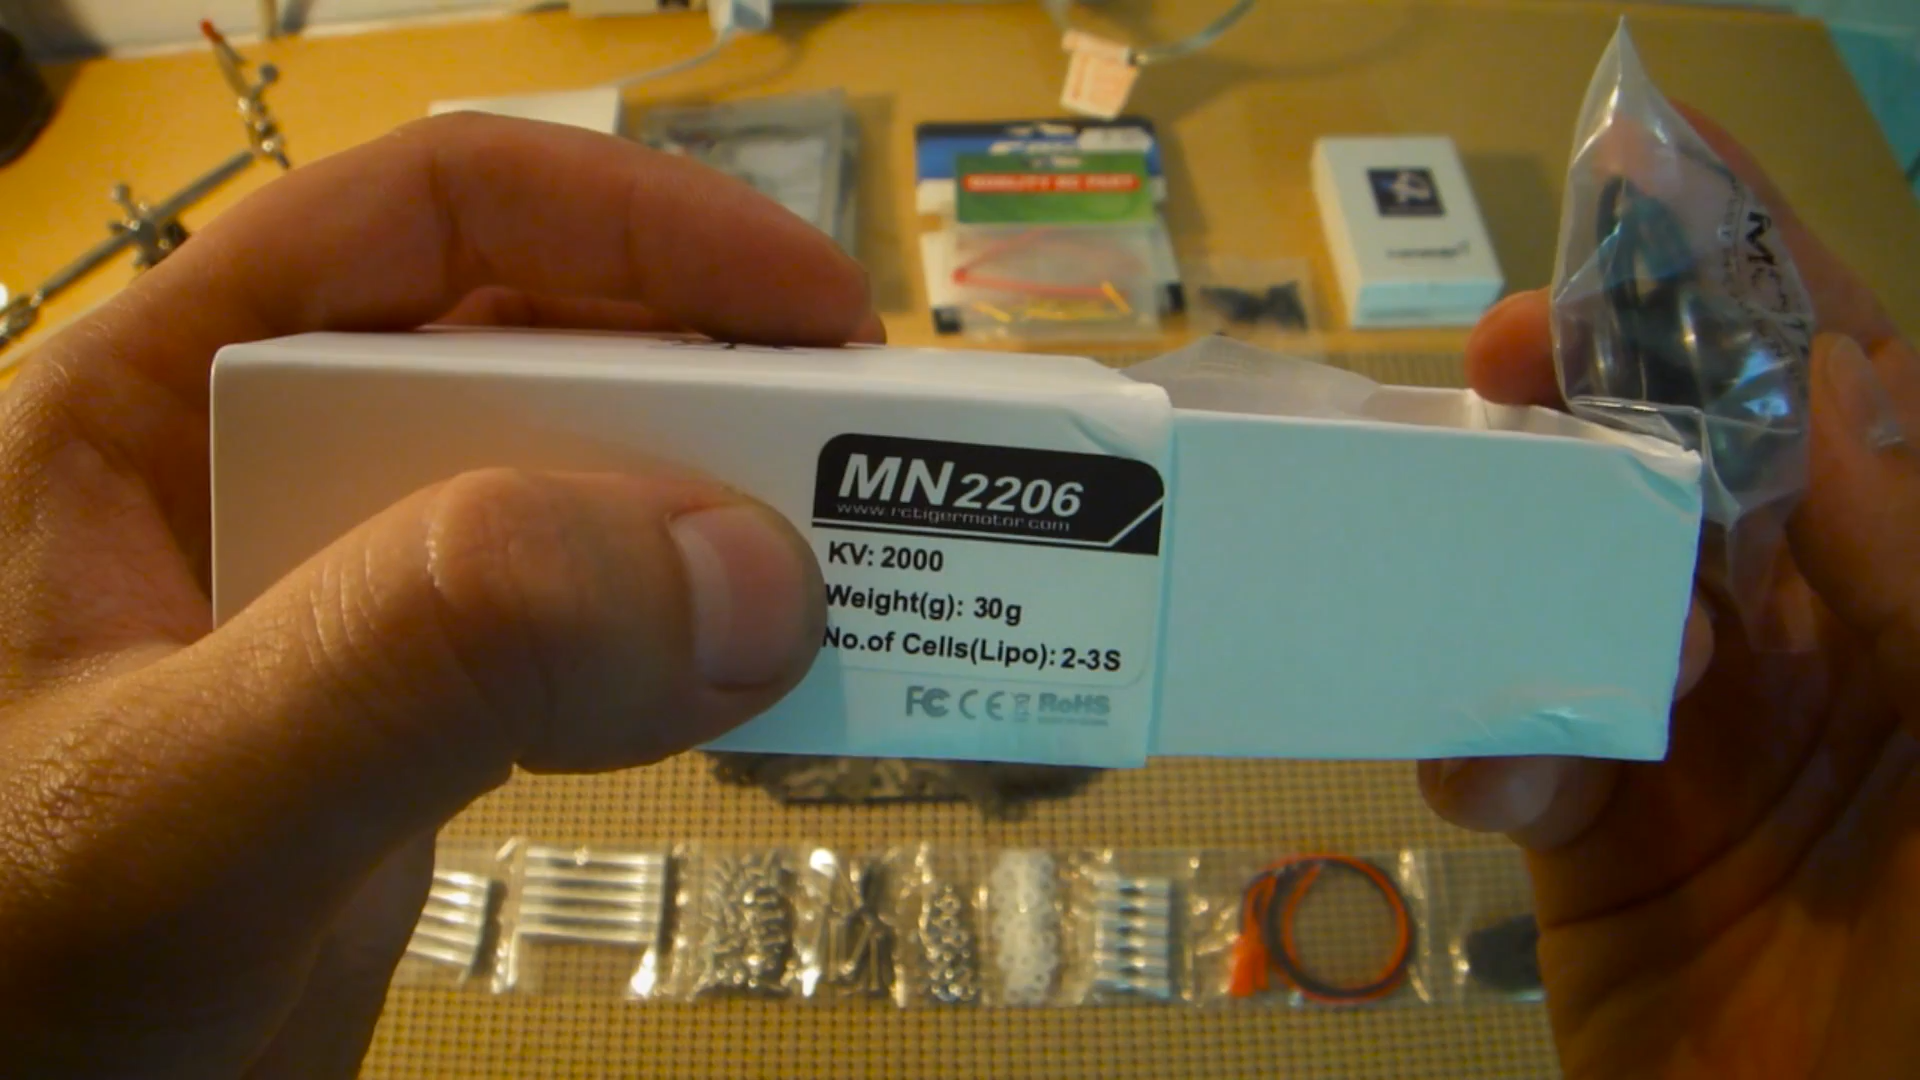 MN2206
www.rctigermotor.com
KV: 2000
Weight(g): 30g
No.of Cells(Lipo): 2-3S
FC CE RoHS